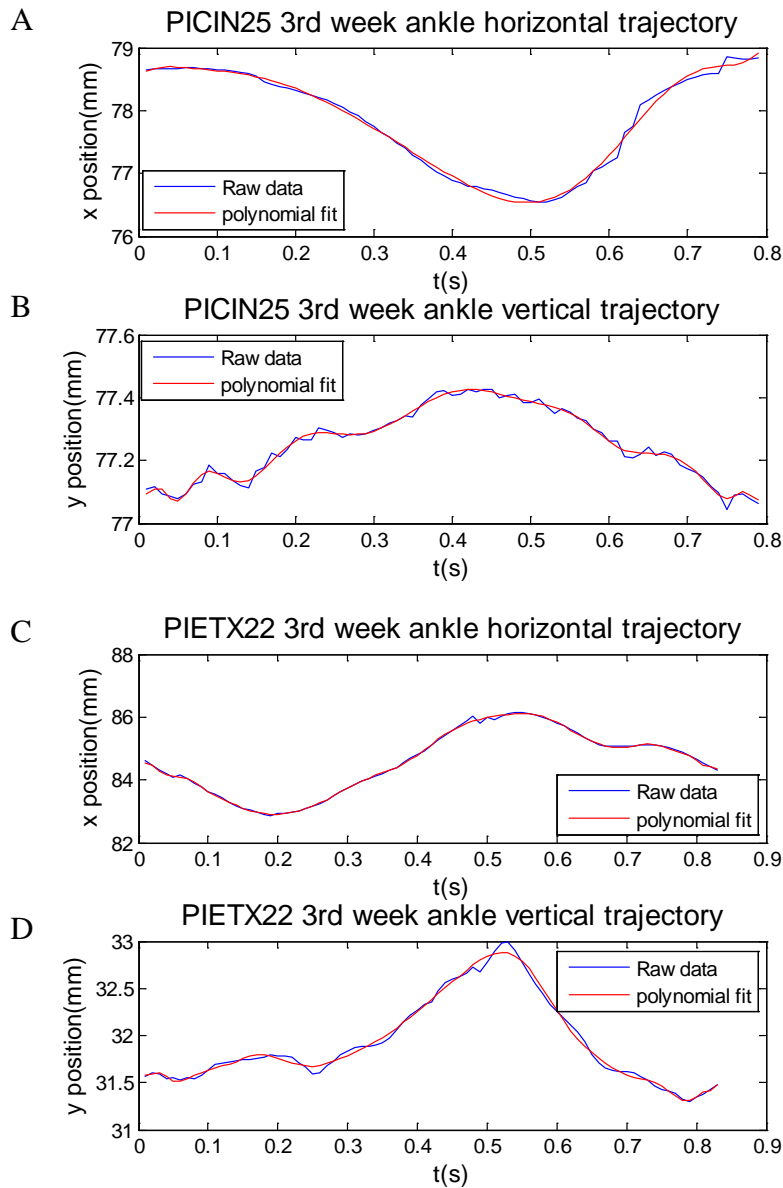 A
PICIN25 3rd week ankle horizontal trajectory
79
78
77
76
x position(mm)
Raw data
polynomial fit
0 0.1 0.2 0.3 0.4 0.5 0.6 0.7 0.8
t(s)
B
PICIN25 3rd week ankle vertical trajectory
77.6
77.4
77.2
77
y position(mm)
Raw data
polynomial fit
0 0.1 0.2 0.3 0.4 0.5 0.6 0.7 0.8
t(s)
C
PIETX22 3rd week ankle horizontal trajectory
88
86
84
82
x position(mm)
Raw data
polynomial fit
0 0.1 0.2 0.3 0.4 0.5 0.6 0.7 0.8 0.9
t(s)
D
PIETX22 3rd week ankle vertical trajectory
33
32.5
32
31.5
31
y position(mm)
Raw data
polynomial fit
0 0.1 0.2 0.3 0.4 0.5 0.6 0.7 0.8 0.9
t(s)